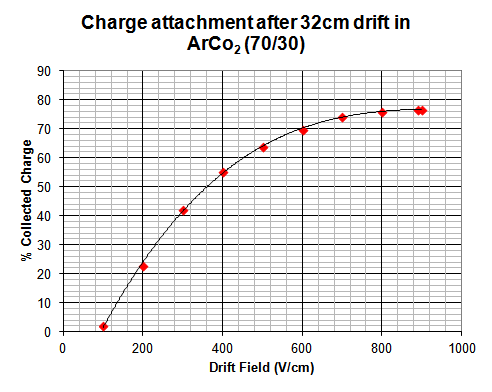 Charge attachment after 32cm drift in
ArCo₂ (70/30)
90
80
70
60
50
40
30
20
10
0
% Collected Charge
0 200 400 600 800 1000
Drift Field (V/cm)